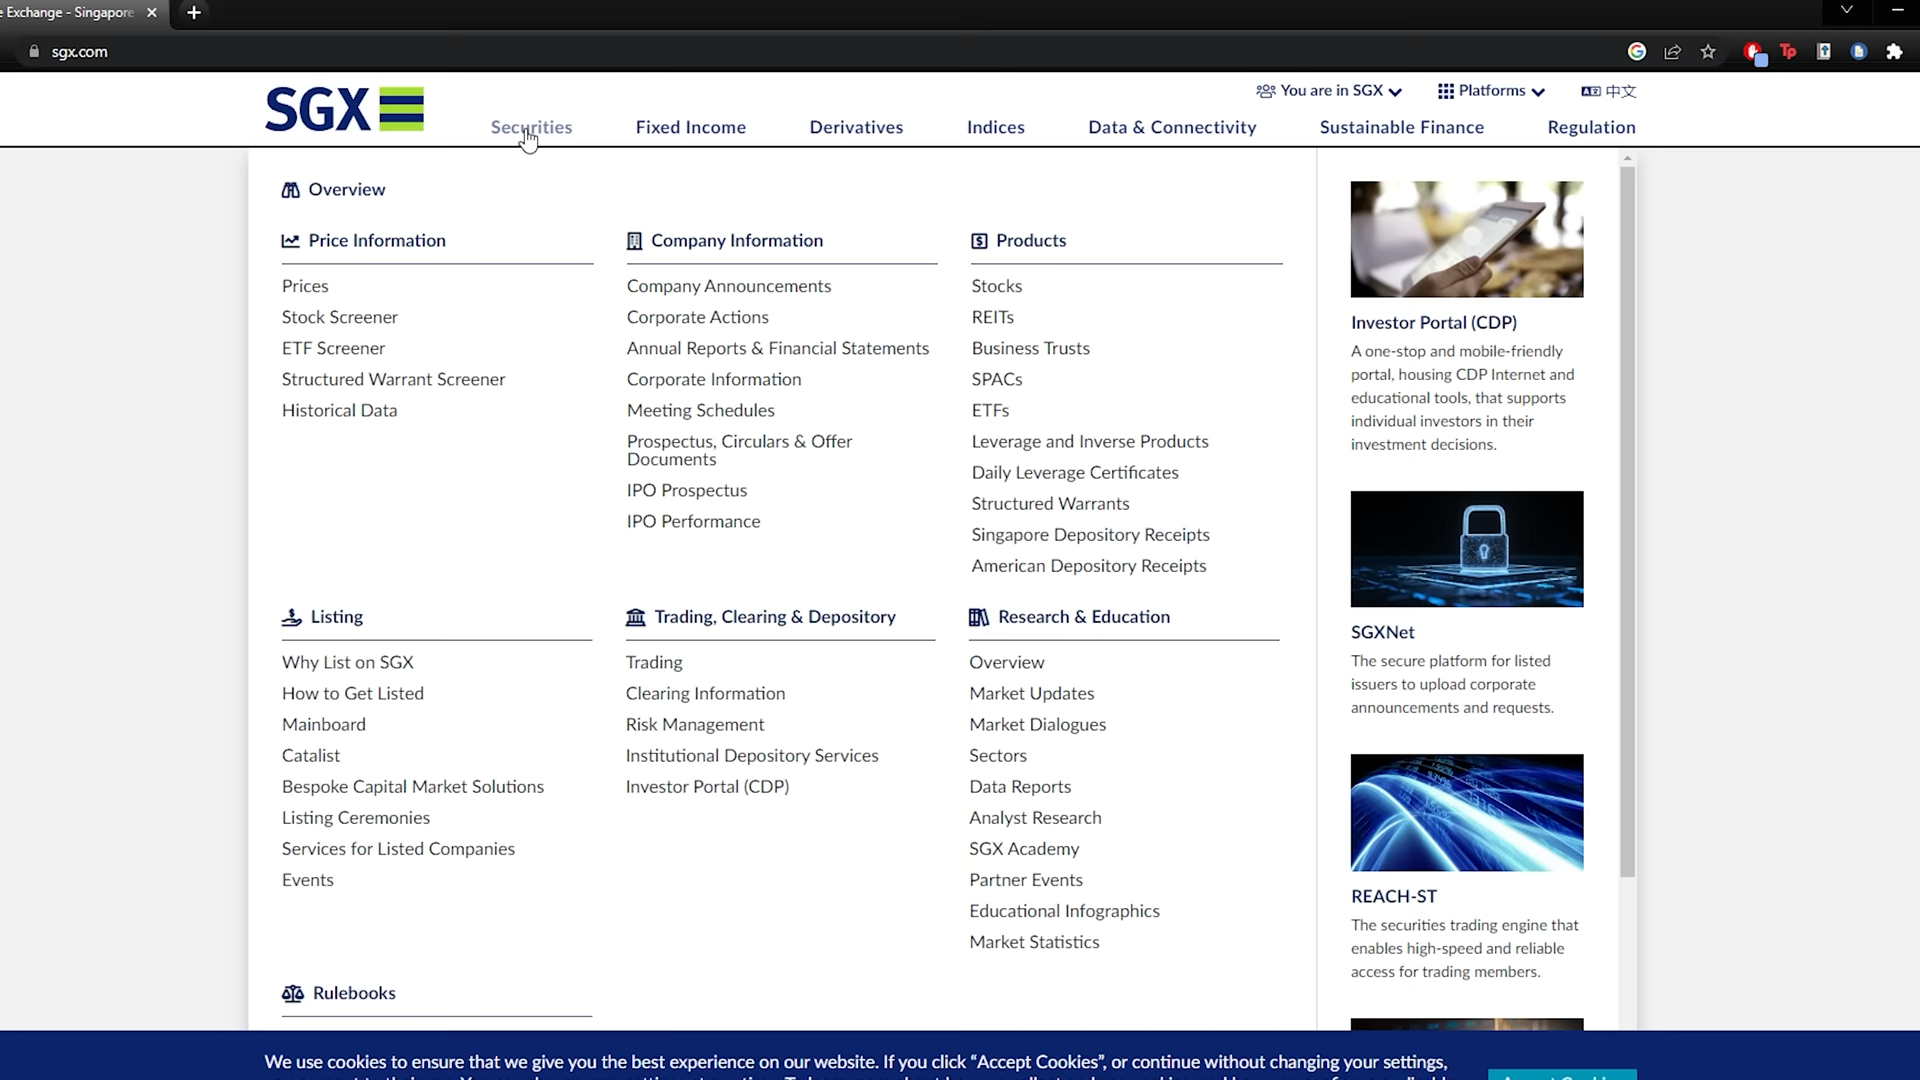 e Exchange - Singapore
sgx.com
SGX
You are in SGX
Platforms
中文
Securities
Fixed Income
Derivatives
Indices
Data & Connectivity
Sustainable Finance
Regulation
Overview
Price Information
Prices
Stock Screener
ETF Screener
Structured Warrant Screener
Historical Data
Company Information
Company Announcements
Corporate Actions
Annual Reports & Financial Statements
Corporate Information
Meeting Schedules
Prospectus, Circulars & Offer
Documents
IPO Prospectus
IPO Performance
Products
Stocks
REITs
Business Trusts
SPACs
ETFs
Leverage and Inverse Products
Daily Leverage Certificates
Structured Warrants
Singapore Depository Receipts
American Depository Receipts
Listing
Why List on SGX
How to Get Listed
Mainboard
Catalist
Bespoke Capital Market Solutions
Listing Ceremonies
Services for Listed Companies
Events
Trading, Clearing & Depository
Trading
Clearing Information
Risk Management
Institutional Depository Services
Investor Portal (CDP)
Research & Education
Overview
Market Updates
Market Dialogues
Sectors
Data Reports
Analyst Research
SGX Academy
Partner Events
Educational Infographics
Market Statistics
Rulebooks
Investor Portal (CDP)
A one-stop and mobile-friendly
portal, housing CDP Internet and
educational tools, that supports
individual investors in their
investment decisions.
SGXNet
The secure platform for listed
issuers to upload corporate
announcements and requests.
REACH-ST
The securities trading engine that
enables high-speed and reliable
access for trading members.
We use cookies to ensure that we give you the best experience on our website. If you click “Accept Cookies”, or continue without changing your settings,